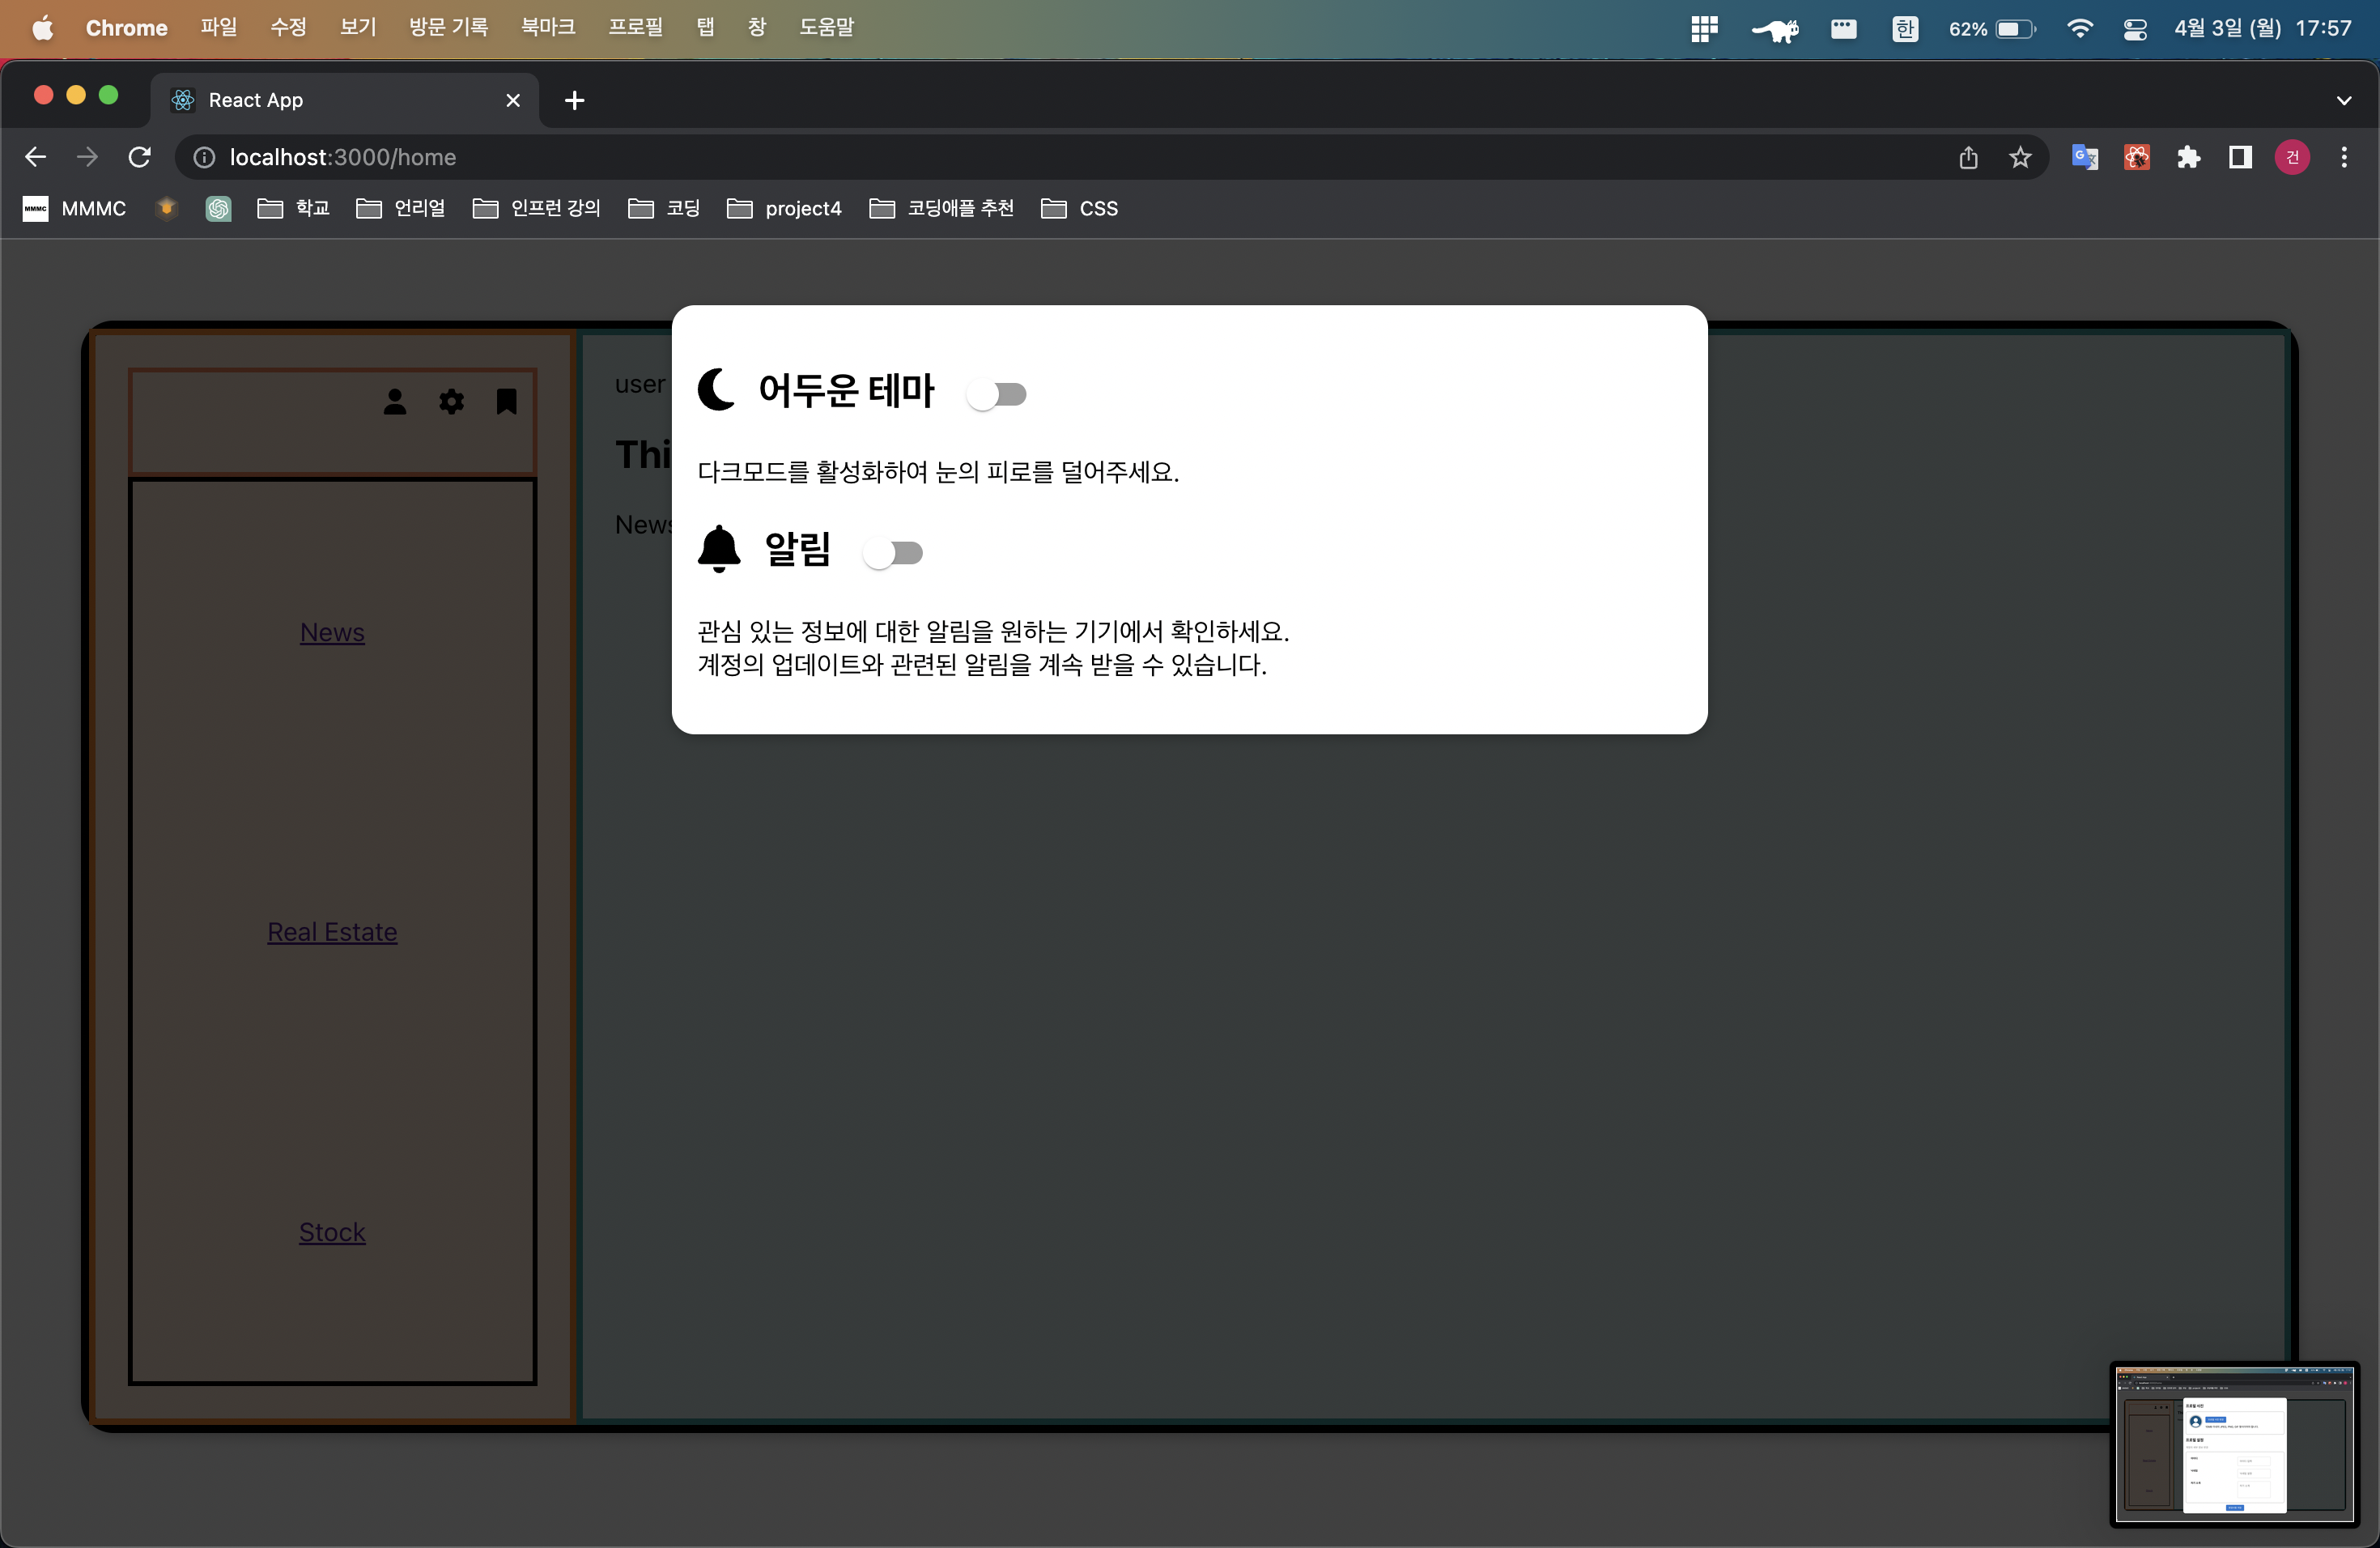 Chrome 파일 수정 보기 방문 기록 북마크 프로필 탭 창 도움말 한 62% 4월 3일 (월) 17:57
React App
localhost:3000/home 건
MMMC MMMC 학교 언리얼 인프런 강의 코딩 project4 코딩애플 추천 CSS
user
Thi
News
News
Real Estate
Stock
어두운 테마
다크모드를 활성화하여 눈의 피로를 덜어주세요.
알림
관심 있는 정보에 대한 알림을 원하는 기기에서 확인하세요.
계정의 업데이트와 관련된 알림을 계속 받을 수 있습니다.